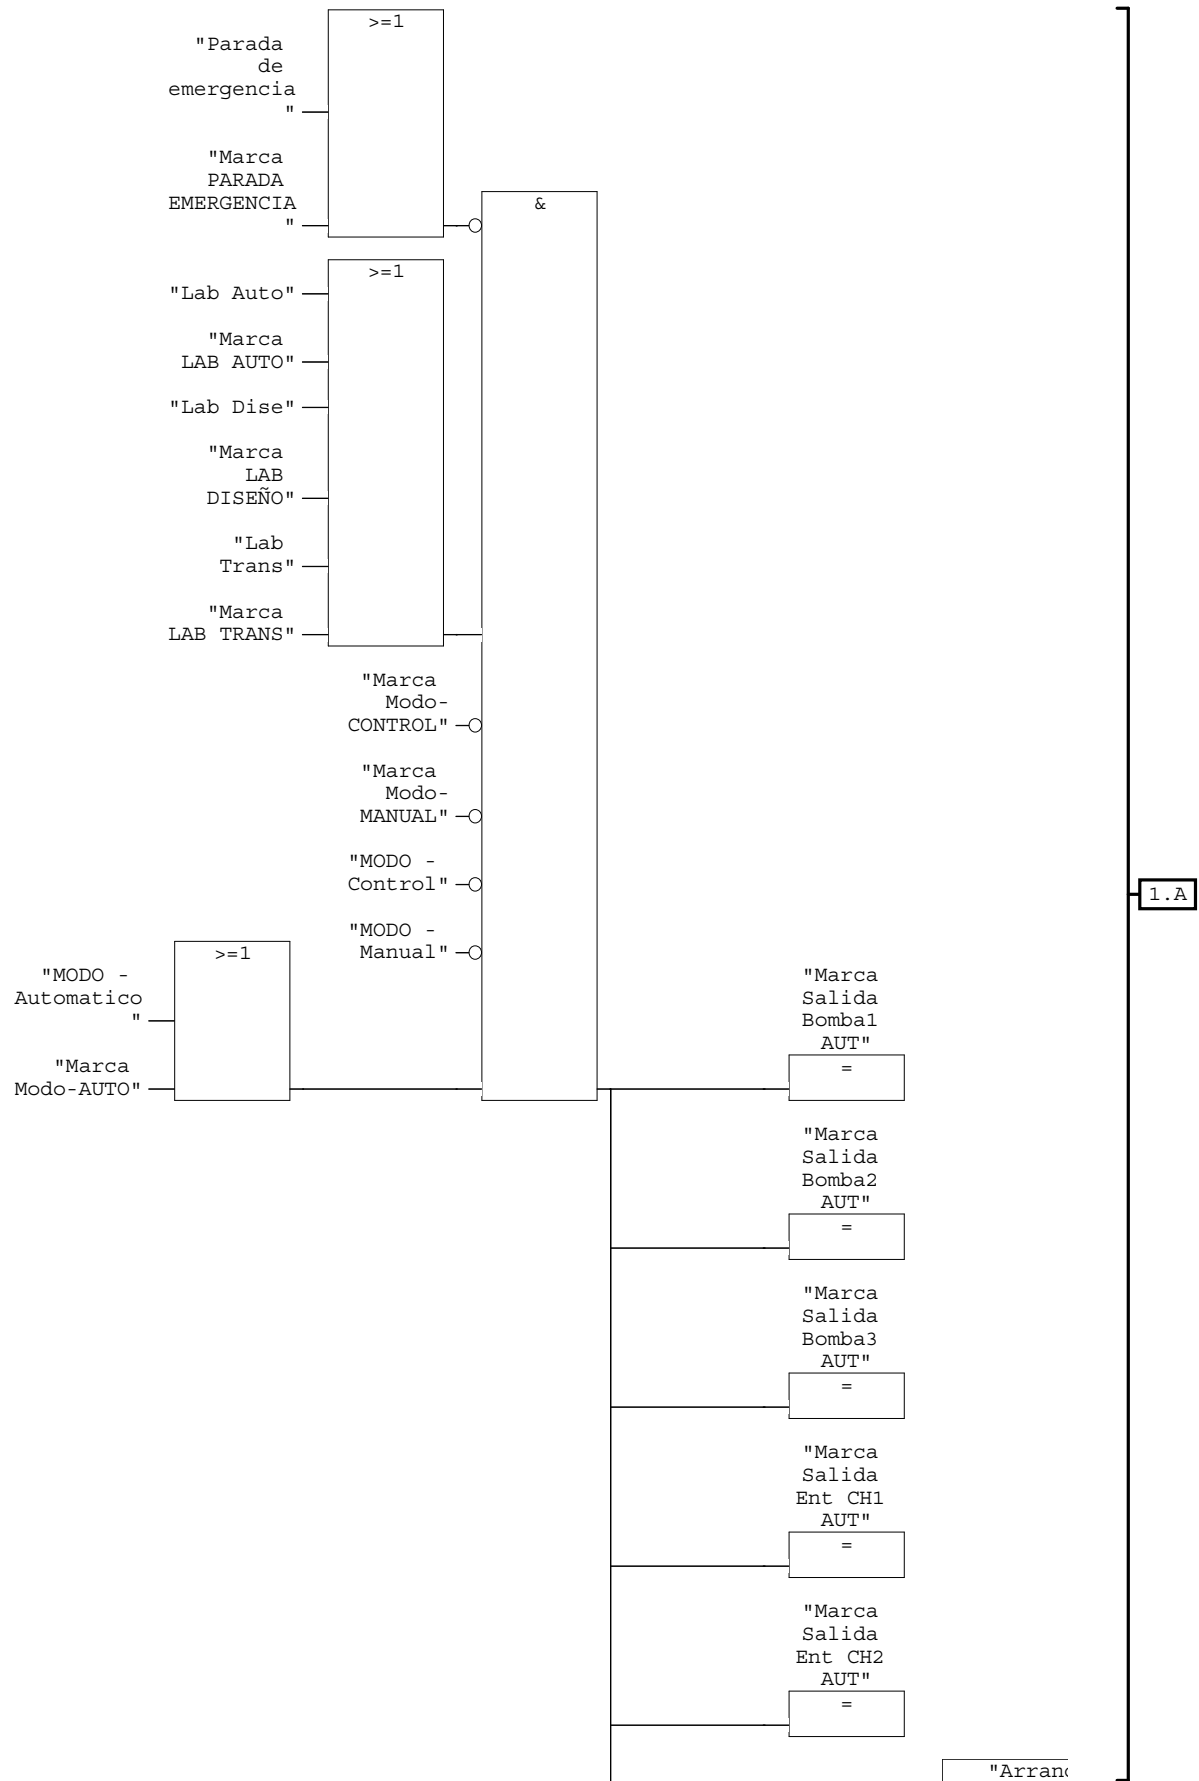 >=1
"Parada
de
emergencia
"
"Marca
PARADA
EMERGENCIA
"
&
>=1
"Lab Auto"
"Marca
LAB AUTO"
"Lab Dise"
"Marca
LAB
DISEÑO"
"Lab
Trans"
"Marca
LAB TRANS"
"Marca
Modo-
CONTROL"
"Marca
Modo-
MANUAL"
"MODO -
Control"
"MODO -
Manual"
1.A
>=1
"MODO -
Automatico
"
"Marca
Modo-AUTO"
"Marca
Salida
Bomba1
AUT"
=
"Marca
Salida
Bomba2
AUT"
=
"Marca
Salida
Bomba3
AUT"
=
"Marca
Salida
Ent CH1
AUT"
=
"Marca
Salida
Ent CH2
AUT"
=